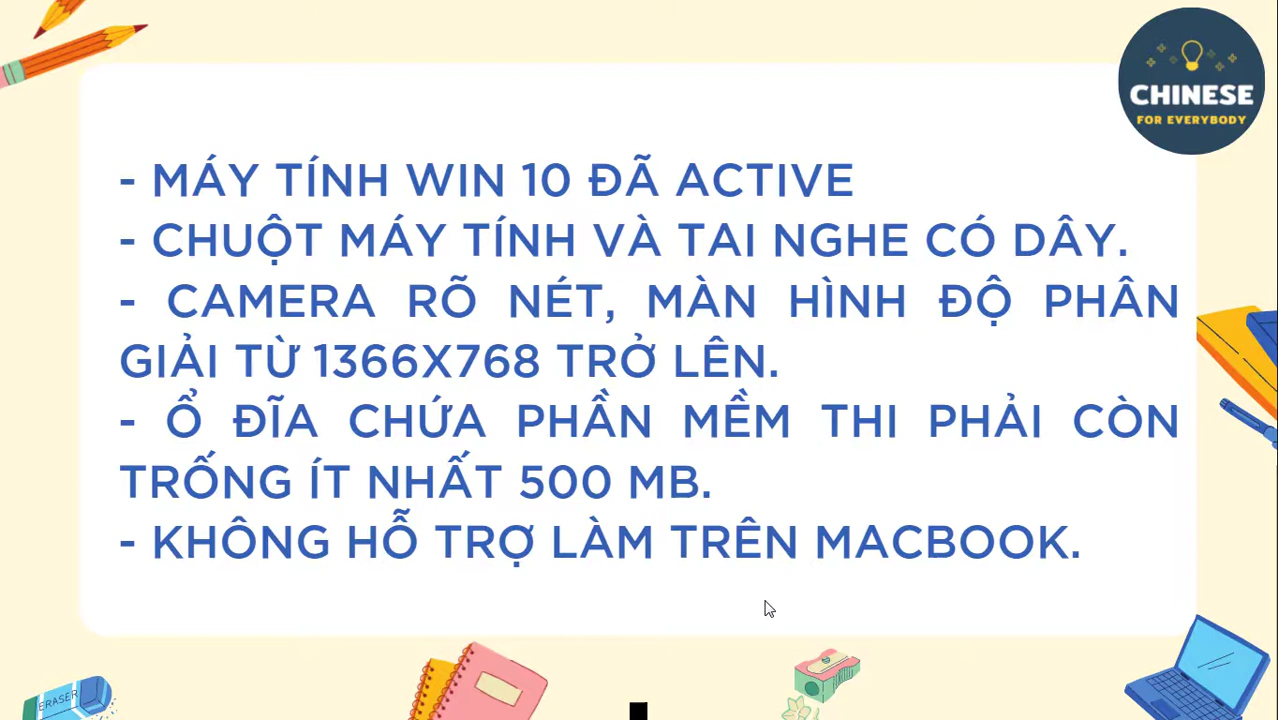 CHINESE
FOR EVERYBODY
- MÁY TÍNH WIN 10 ĐÃ ACTIVE
- CHUỘT MÁY TÍNH VÀ TAI NGHE CÓ DÂY.
- CAMERA RÕ NÉT, MÀN HÌNH ĐỘ PHÂN
GIẢI TỪ 1366X768 TRỞ LÊN.
- Ổ ĐĨA CHỨA PHẦN MỀM THI PHẢI CÒN
TRỐNG ÍT NHẤT 500 MB.
- KHÔNG HỖ TRỢ LÀM TRÊN MACBOOK.
ERASER